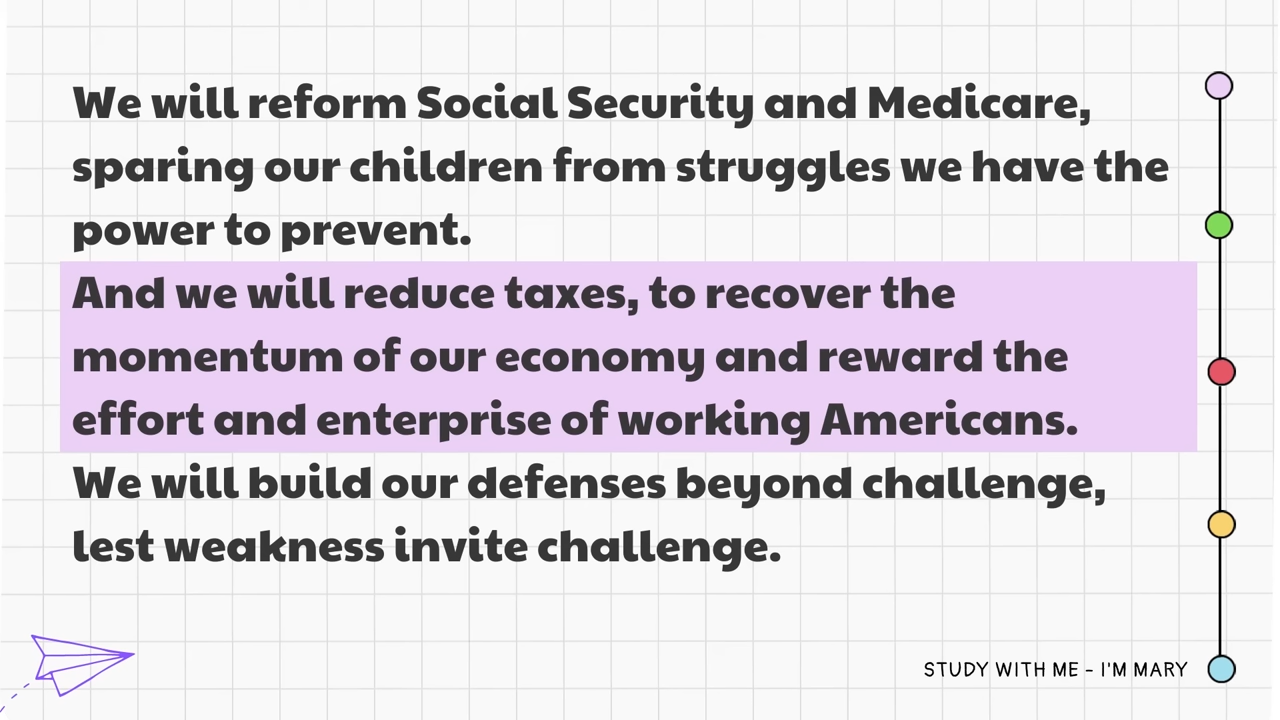 We will reform Social Security and Medicare,
sparing our children from struggles we have the
power to prevent.
And we will reduce taxes, to recover the
momentum of our economy and reward the
effort and enterprise of working Americans.
We will build our defenses beyond challenge,
lest weakness invite challenge.
STUDY WITH ME - I'M MARY